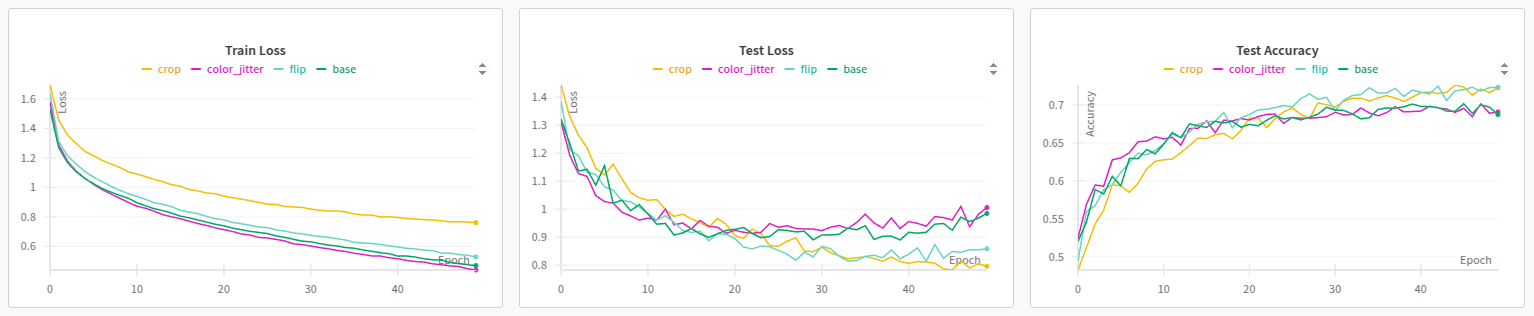 Train Loss
crop color_jitter flip base
Loss
1.6
1.4
1.2
1
0.8
0.6
Epoch
0 10 20 30 40
Test Loss
crop color_jitter flip base
Loss
1.4
1.3
1.2
1.1
1
0.9
0.8
Epoch
0 10 20 30 40
Test Accuracy
crop color_jitter flip base
Accuracy
0.7
0.65
0.6
0.55
0.5
Epoch
0 10 20 30 40